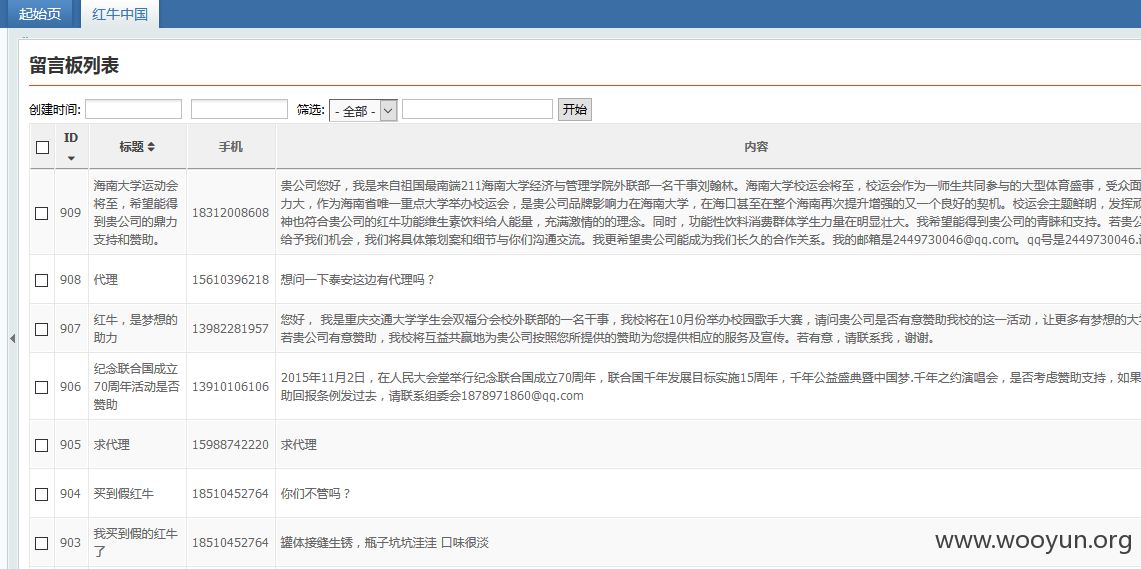 起始页 红牛中国
留言板列表
创建时间: 筛选: - 全部 - 开始
ID 标题 手机 内容
909 海南大学运动会将至，希望能得到贵公司的鼎力支持和赞助。 18312008608
贵公司您好，我是来自祖国最南端211海南大学经济与管理学院外联部一名干事刘翰林。海南大学校运会将至，校运会作为一师生共同参与的大型体育盛事，受众面
力大，作为海南省唯一重点大学举办校运会，是贵公司品牌影响力在海南大学，在海口甚至在整个海南再次提升增强的又一个良好的契机。校运会主题鲜明，发挥顽
神也符合贵公司的红牛功能维生素饮料给人能量，充满激情的的理念。同时，功能性饮料消费群体学生力量在明显壮大。我希望能得到贵公司的青睐和支持。若贵公
给予我们机会，我们将具体策划案和细节与你们沟通交流。我更希望贵公司能成为我们长久的合作关系。我的邮箱是2449730046@qq.com。qq号是2449730046.
908 代理 15610396218 想问一下泰安这边有代理吗？
907 红牛，是梦想的助力 13982281957
您好， 我是重庆交通大学学生会双福分会校外联部的一名干事，我校将在10月份举办校园歌手大赛，请问贵公司是否有意赞助我校的这一活动，让更多有梦想的大
若贵公司有意赞助，我校将互益共赢地为贵公司按照您所提供的赞助为您提供相应的服务及宣传。若有意，请联系我，谢谢。
906 纪念联合国成立70周年活动是否赞助 13910106106
2015年11月2日，在人民大会堂举行纪念联合国成立70周年，联合国千年发展目标实施15周年，千年公益盛典暨中国梦.千年之约演唱会，是否考虑赞助支持，如果
助回报条例发过去，请联系组委会1878971860@qq.com
905 求代理 15988742220 求代理
904 买到假红牛 18510452764 你们不管吗？
903 我买到假的红牛了 18510452764 罐体接缝生锈，瓶子坑坑洼洼 口味很淡
www.wooyun.org